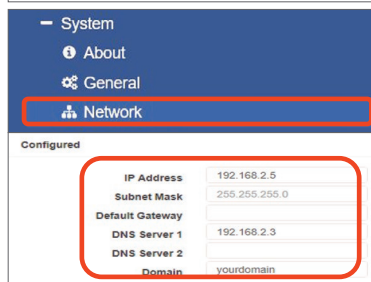 System
About
General
Network
Configured
IP Address 192.168.2.5
Subnet Mask 255.255.255.0
Default Gateway
DNS Server 1 192.168.2.3
DNS Server 2
Domain yourdomain